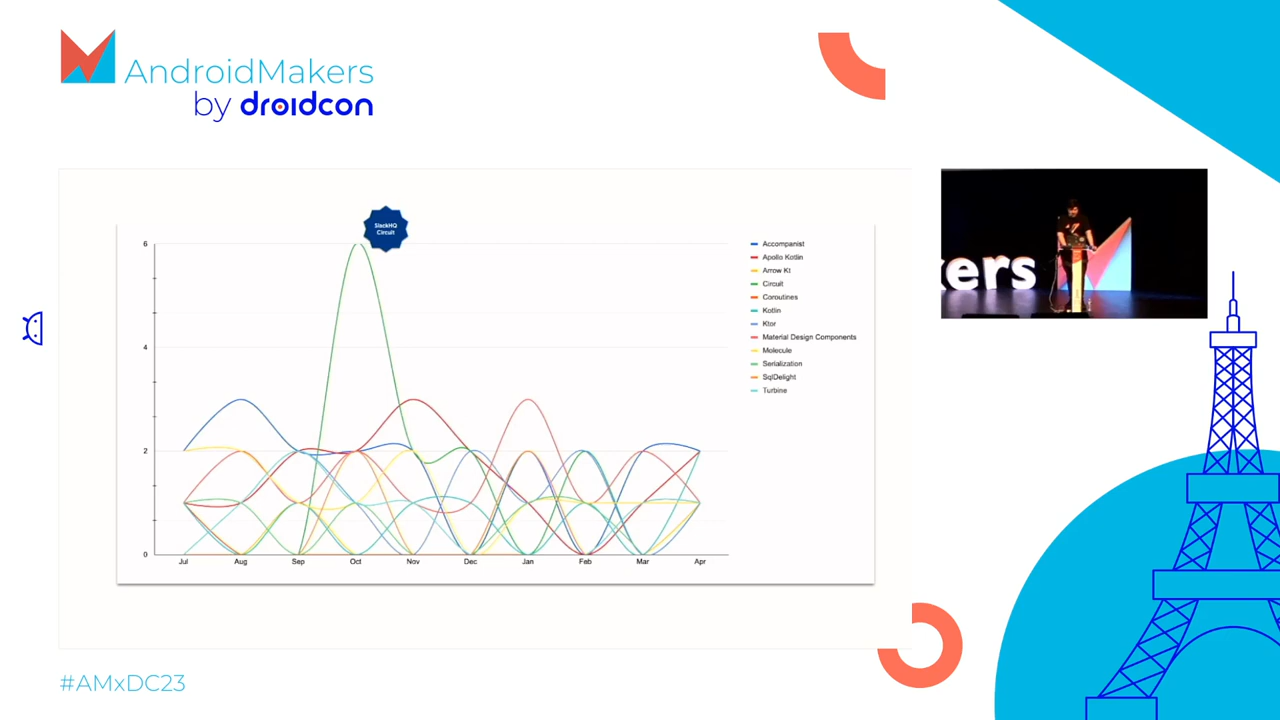 AndroidMakers
by droidcon
SlackHQ
Circuit
6
4
2
0
Jul
Aug
Sep
Oct
Nov
Dec
Jan
Feb
Mar
Apr
Accompanist
Apollo Kotlin
Arrow Kt
Circuit
Coroutines
Kotlin
Ktor
Material Design Components
Molecule
Serialization
SqlDelight
Turbine
ers
#AMxDC23